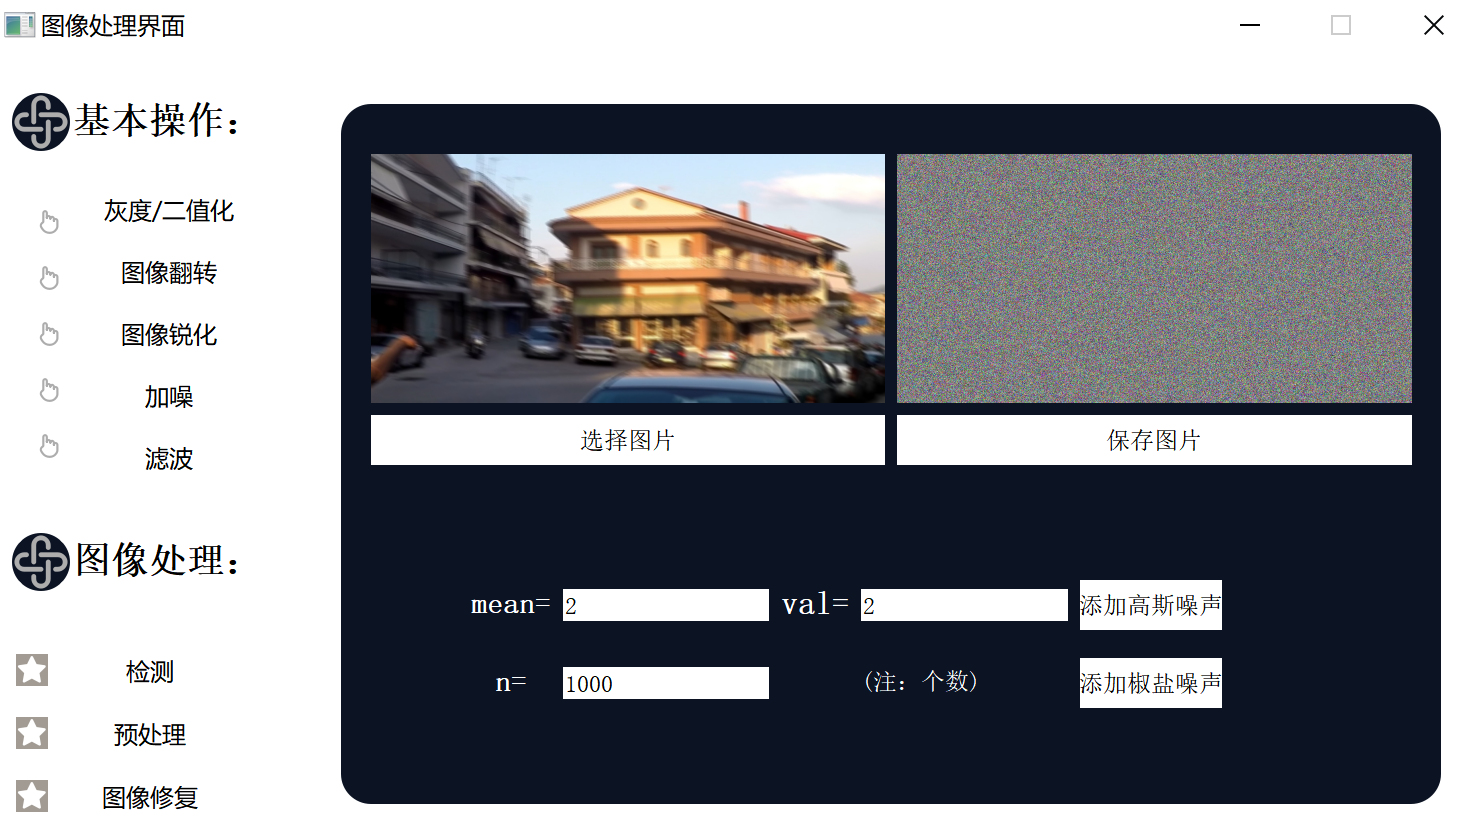 图像处理界面
基本操作：
灰度/二值化
图像翻转
图像锐化
加噪
滤波
图像处理：
检测
预处理
图像修复
选择图片
保存图片
mean= 2 val= 2 添加高斯噪声
n= 1000 (注：个数) 添加椒盐噪声